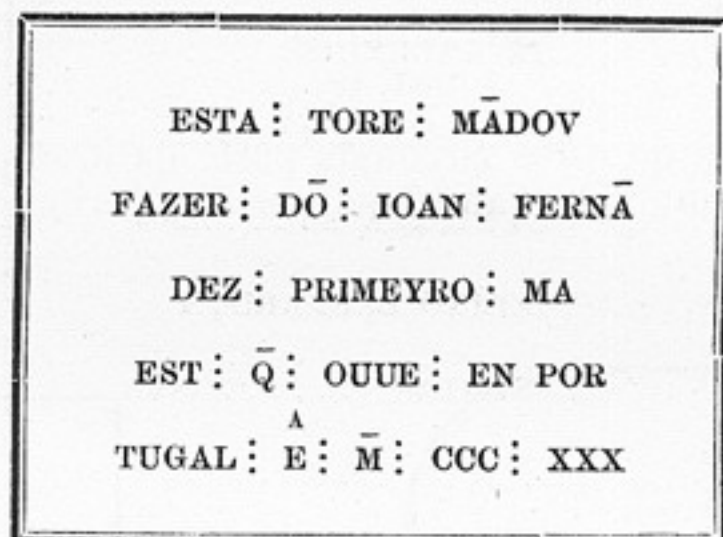 ESTA ⋮ TORE ⋮ MĀDOV
FAZER ⋮ DŌ ⋮ IOAN ⋮ FERNĀ
DEZ ⋮ PRIMEYRO ⋮ MA
EST ⋮ Q̄ ⋮ OUUE ⋮ EN POR
A
TUGAL ⋮ E ⋮ M̄ ⋮ CCC ⋮ XXX